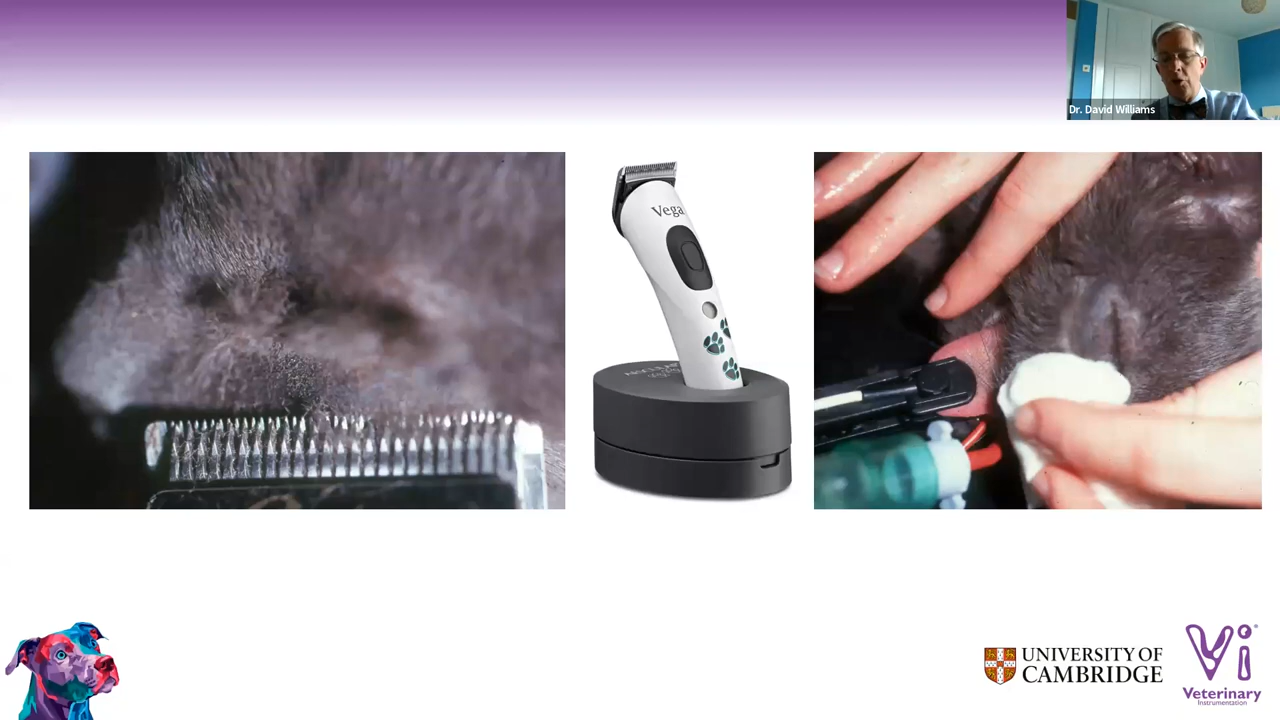 Dr. David Williams
Vega
UNIVERSITY OF
CAMBRIDGE
Vi
Veterinary
Instrumentation